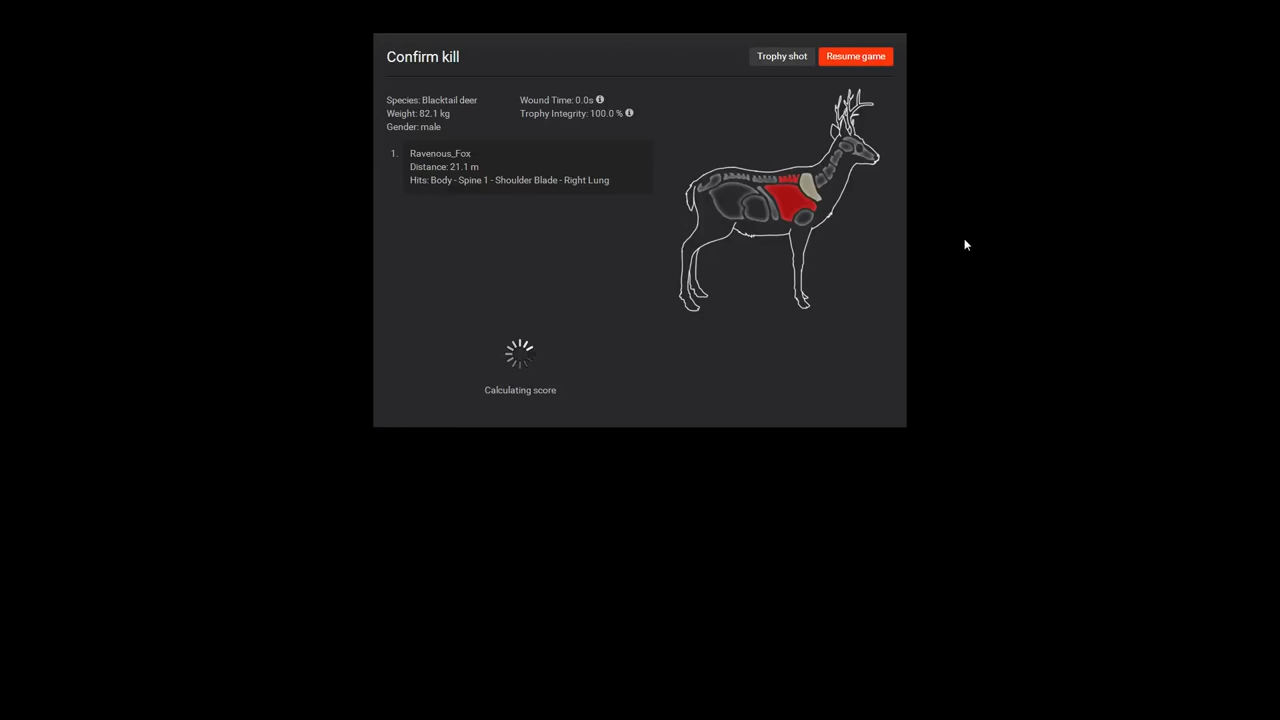 Confirm kill
Trophy shot
Resume game
Species: Blacktail deer
Weight: 82.1 kg
Gender: male
Wound Time: 0.0s
Trophy Integrity: 100.0 %
1. Ravenous_Fox
Distance: 21.1 m
Hits: Body - Spine 1 - Shoulder Blade - Right Lung
Calculating score